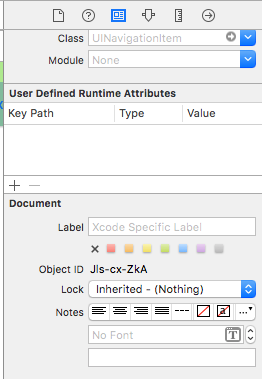 Class UINavigationItem
Module None
User Defined Runtime Attributes
Key Path Type Value
Document
Label Xcode Specific Label
Object ID Jls-cx-ZkA
Lock Inherited - (Nothing)
Notes
No Font